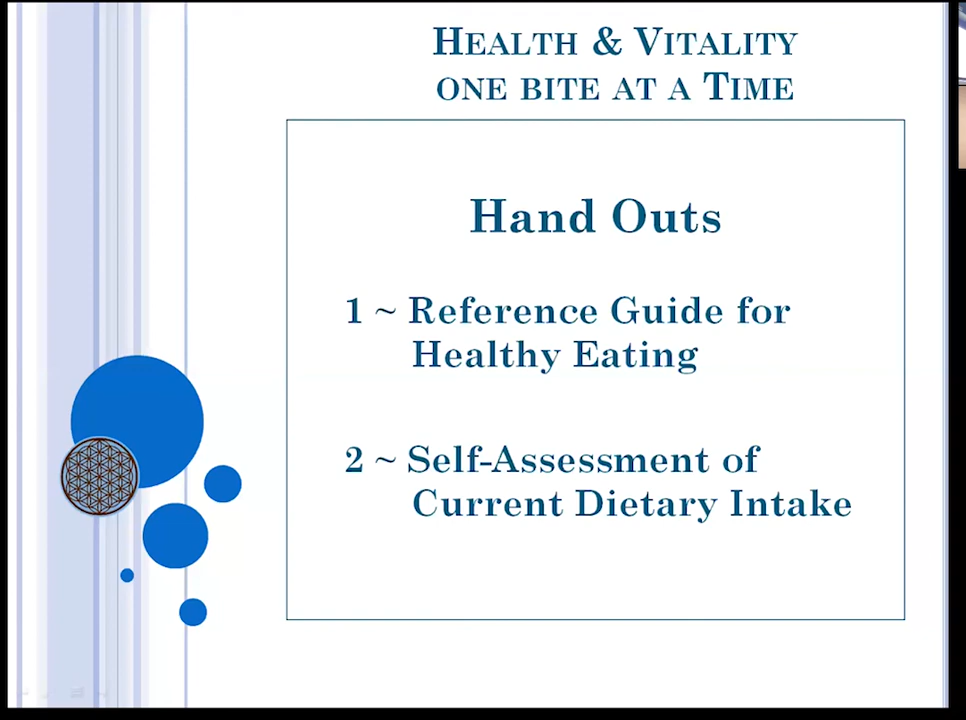 HEALTH & VITALITY
ONE BITE AT A TIME
Hand Outs
1 ~ Reference Guide for
Healthy Eating
2 ~ Self-Assessment of
Current Dietary Intake